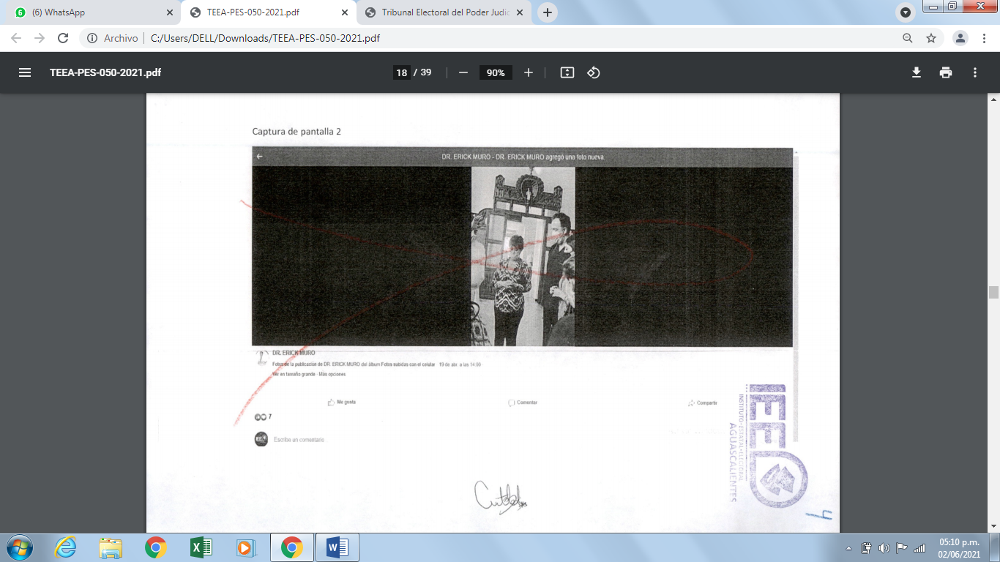 (6) WhatsApp
TEEA-PES-050-2021.pdf
Tribunal Electoral del Poder Judic
Archivo
C:/Users/DELL/Downloads/TEEA-PES-050-2021.pdf
TEEA-PES-050-2021.pdf
18 / 39
90%
Captura de pantalla 2
DR. ERICK MURO - DR. ERICK MURO agregó una foto nueva.
DR. ERICK MURO
Fotos de la publicación de DR. ERICK MURO del álbum Fotos subidas con el celular · 19 de abr. a las 14:00
Ver en tamaño grande · Más opciones
Me gusta
Comentar
Compartir
7
Escribe un comentario
IEE
INSTITUTO ESTATAL ELECTORAL
AGUASCALIENTES
05:10 p.m.
02/06/2021